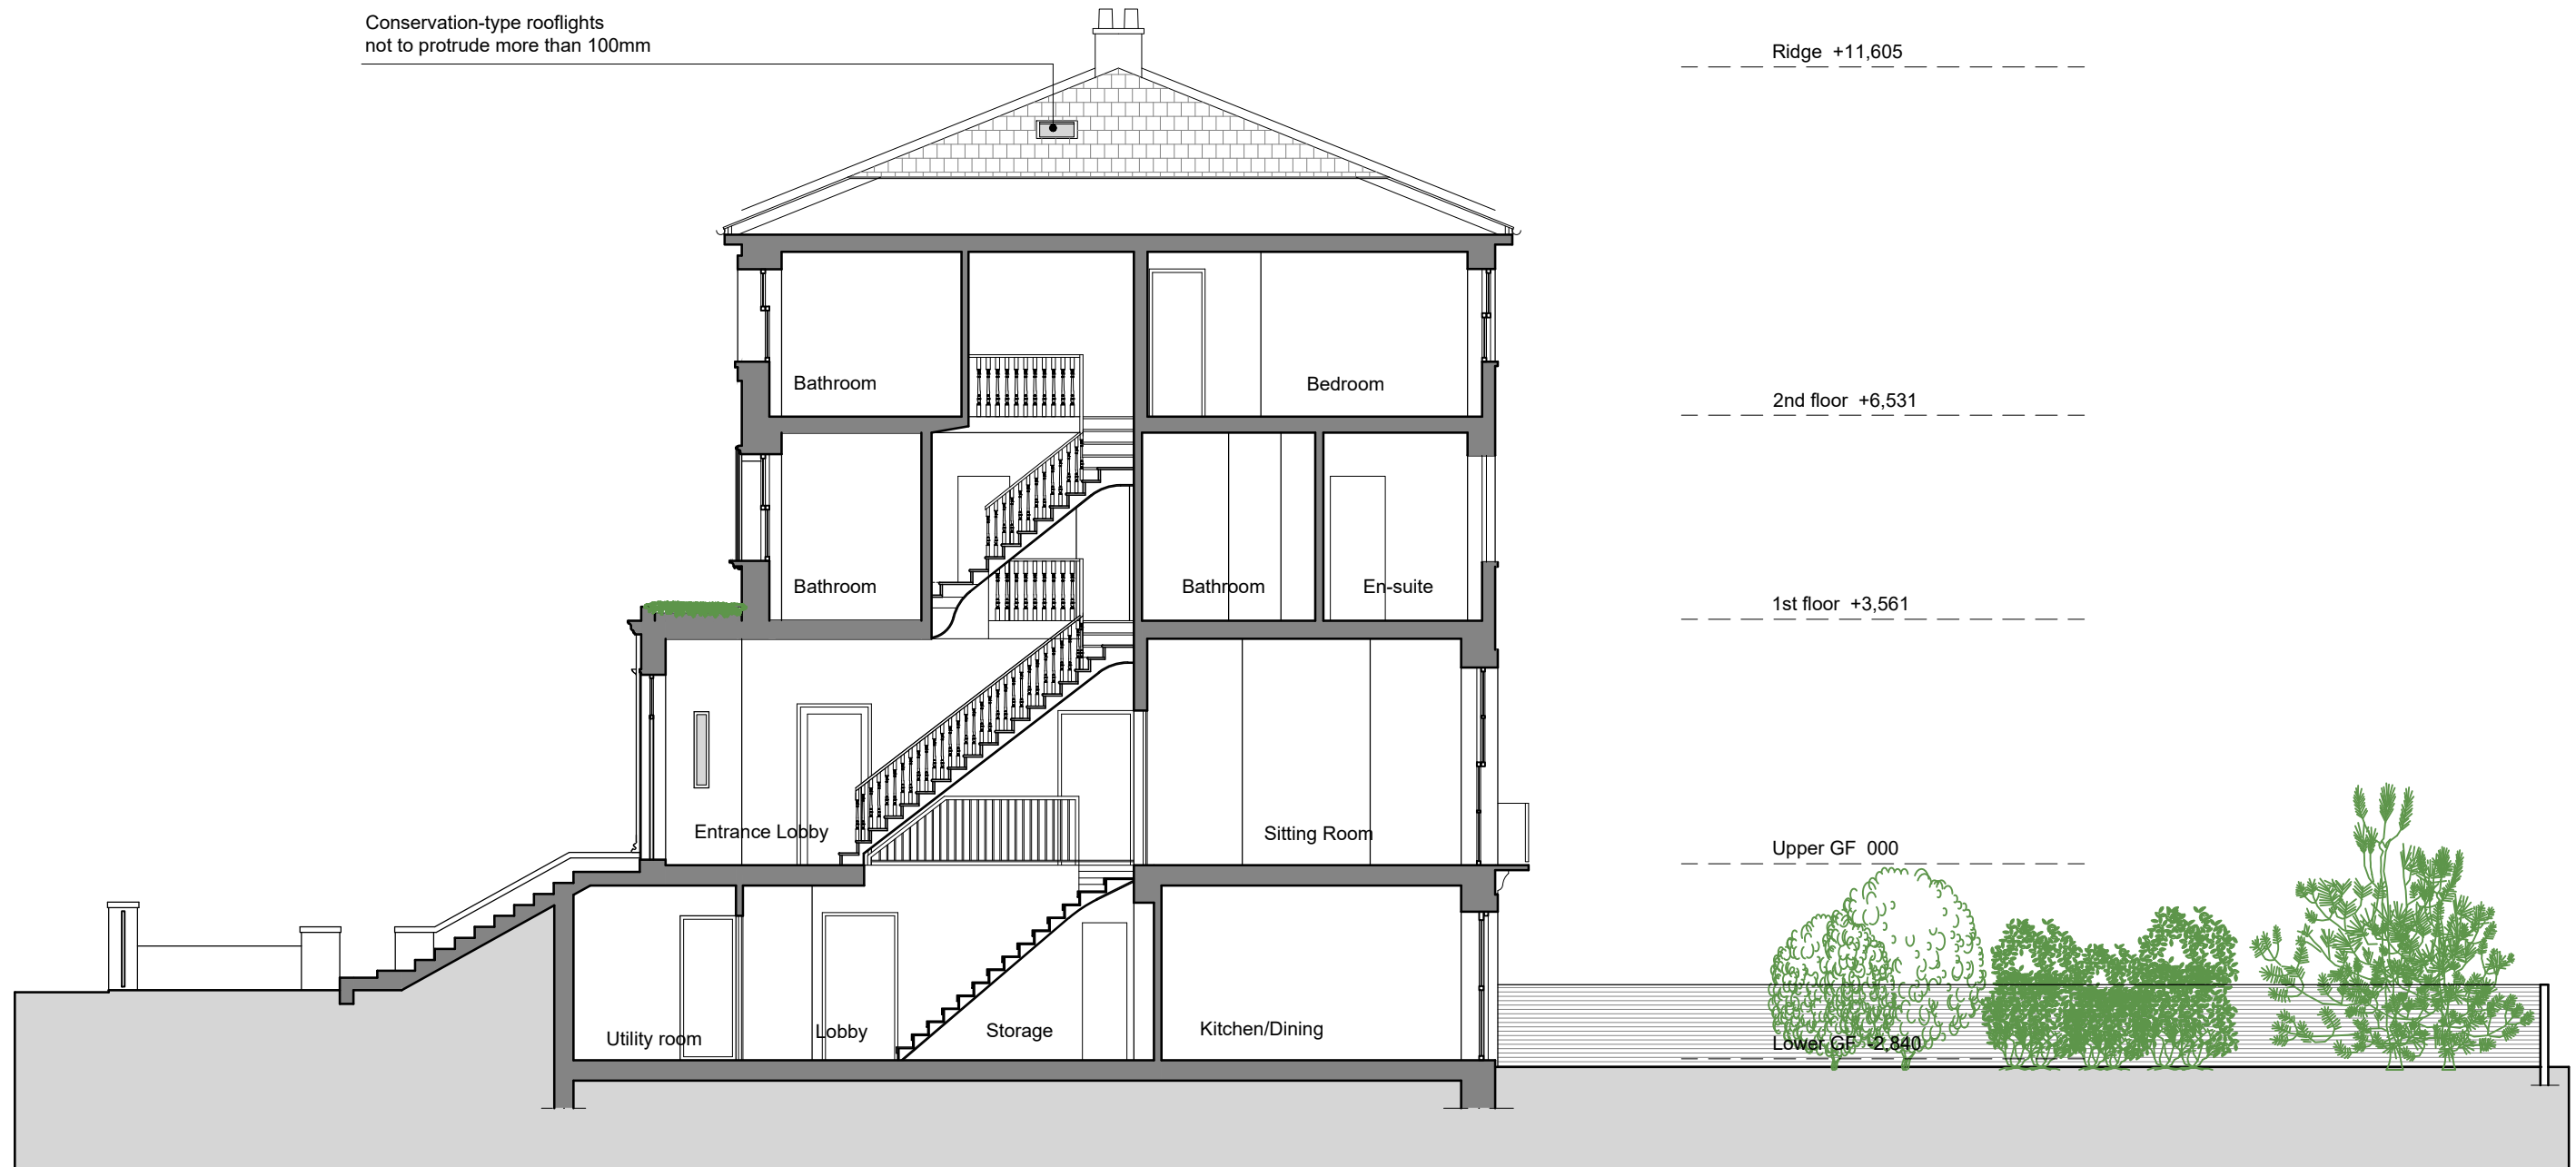 Conservation-type rooflights
not to protrude more than 100mm
Ridge +11,605
Bathroom
Bedroom
2nd floor +6,531
Bathroom
Bathroom
En-suite
1st floor +3,561
Entrance Lobby
Sitting Room
Upper GF 000
Utility room
Lobby
Storage
Kitchen/Dining
Lower GF -2,840